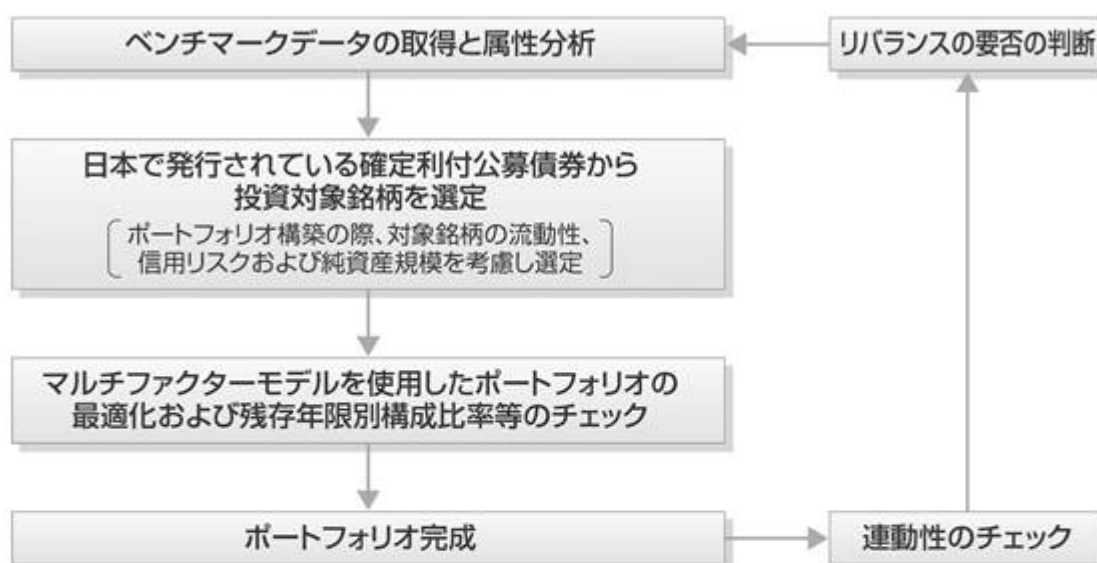 ベンチマークデータの取得と属性分析
リバランスの要否の判断
日本で発行されている確定利付公募債券から
投資対象銘柄を選定
ポートフォリオ構築の際、対象銘柄の流動性、
信用リスクおよび純資産規模を考慮し選定
マルチファクターモデルを使用したポートフォリオの
最適化および残存年限別構成比率等のチェック
ポートフォリオ完成
連動性のチェック